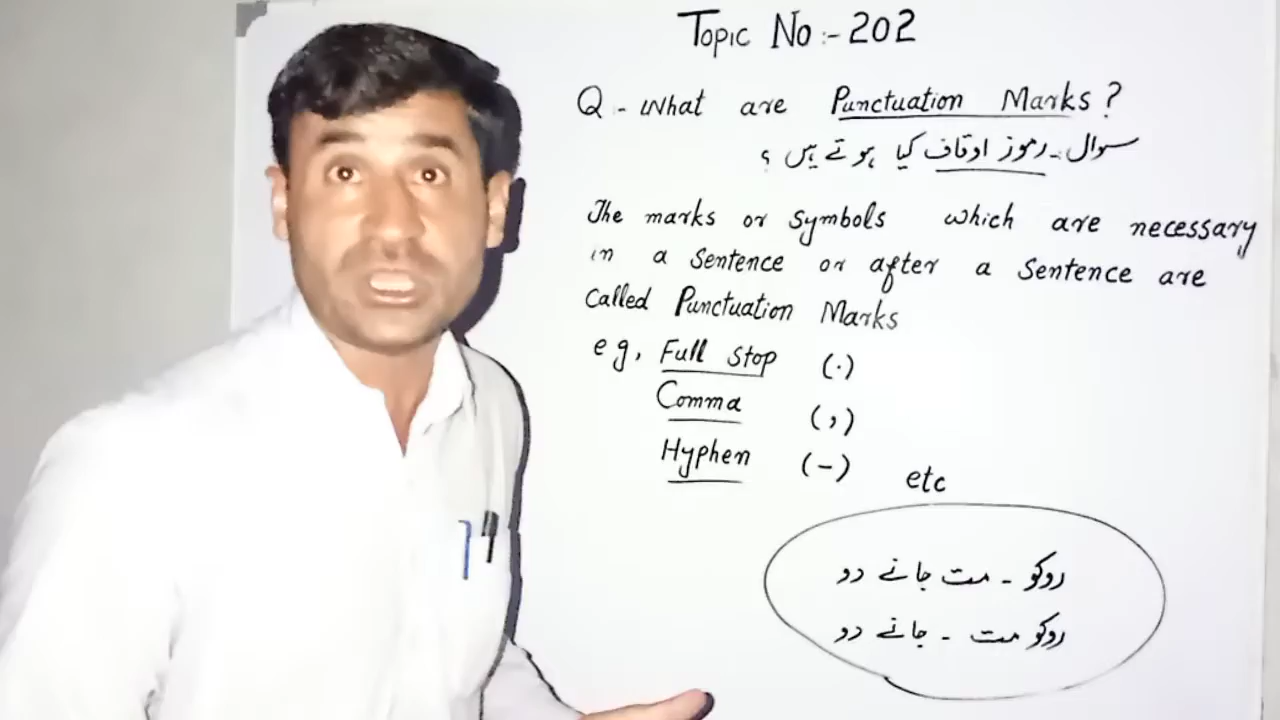 Topic No:-202
Q - What are Punctuation Marks?
سوال۔ رموز اوقاف کیا ہوتے ہیں ؟
The marks or symbols which are necessary
in a sentence or after a sentence are
called Punctuation Marks
eg, Full stop (.)
Comma (,)
Hyphen (-) etc
روکو ۔ مت جانے دو
روکو مت ۔ جانے دو